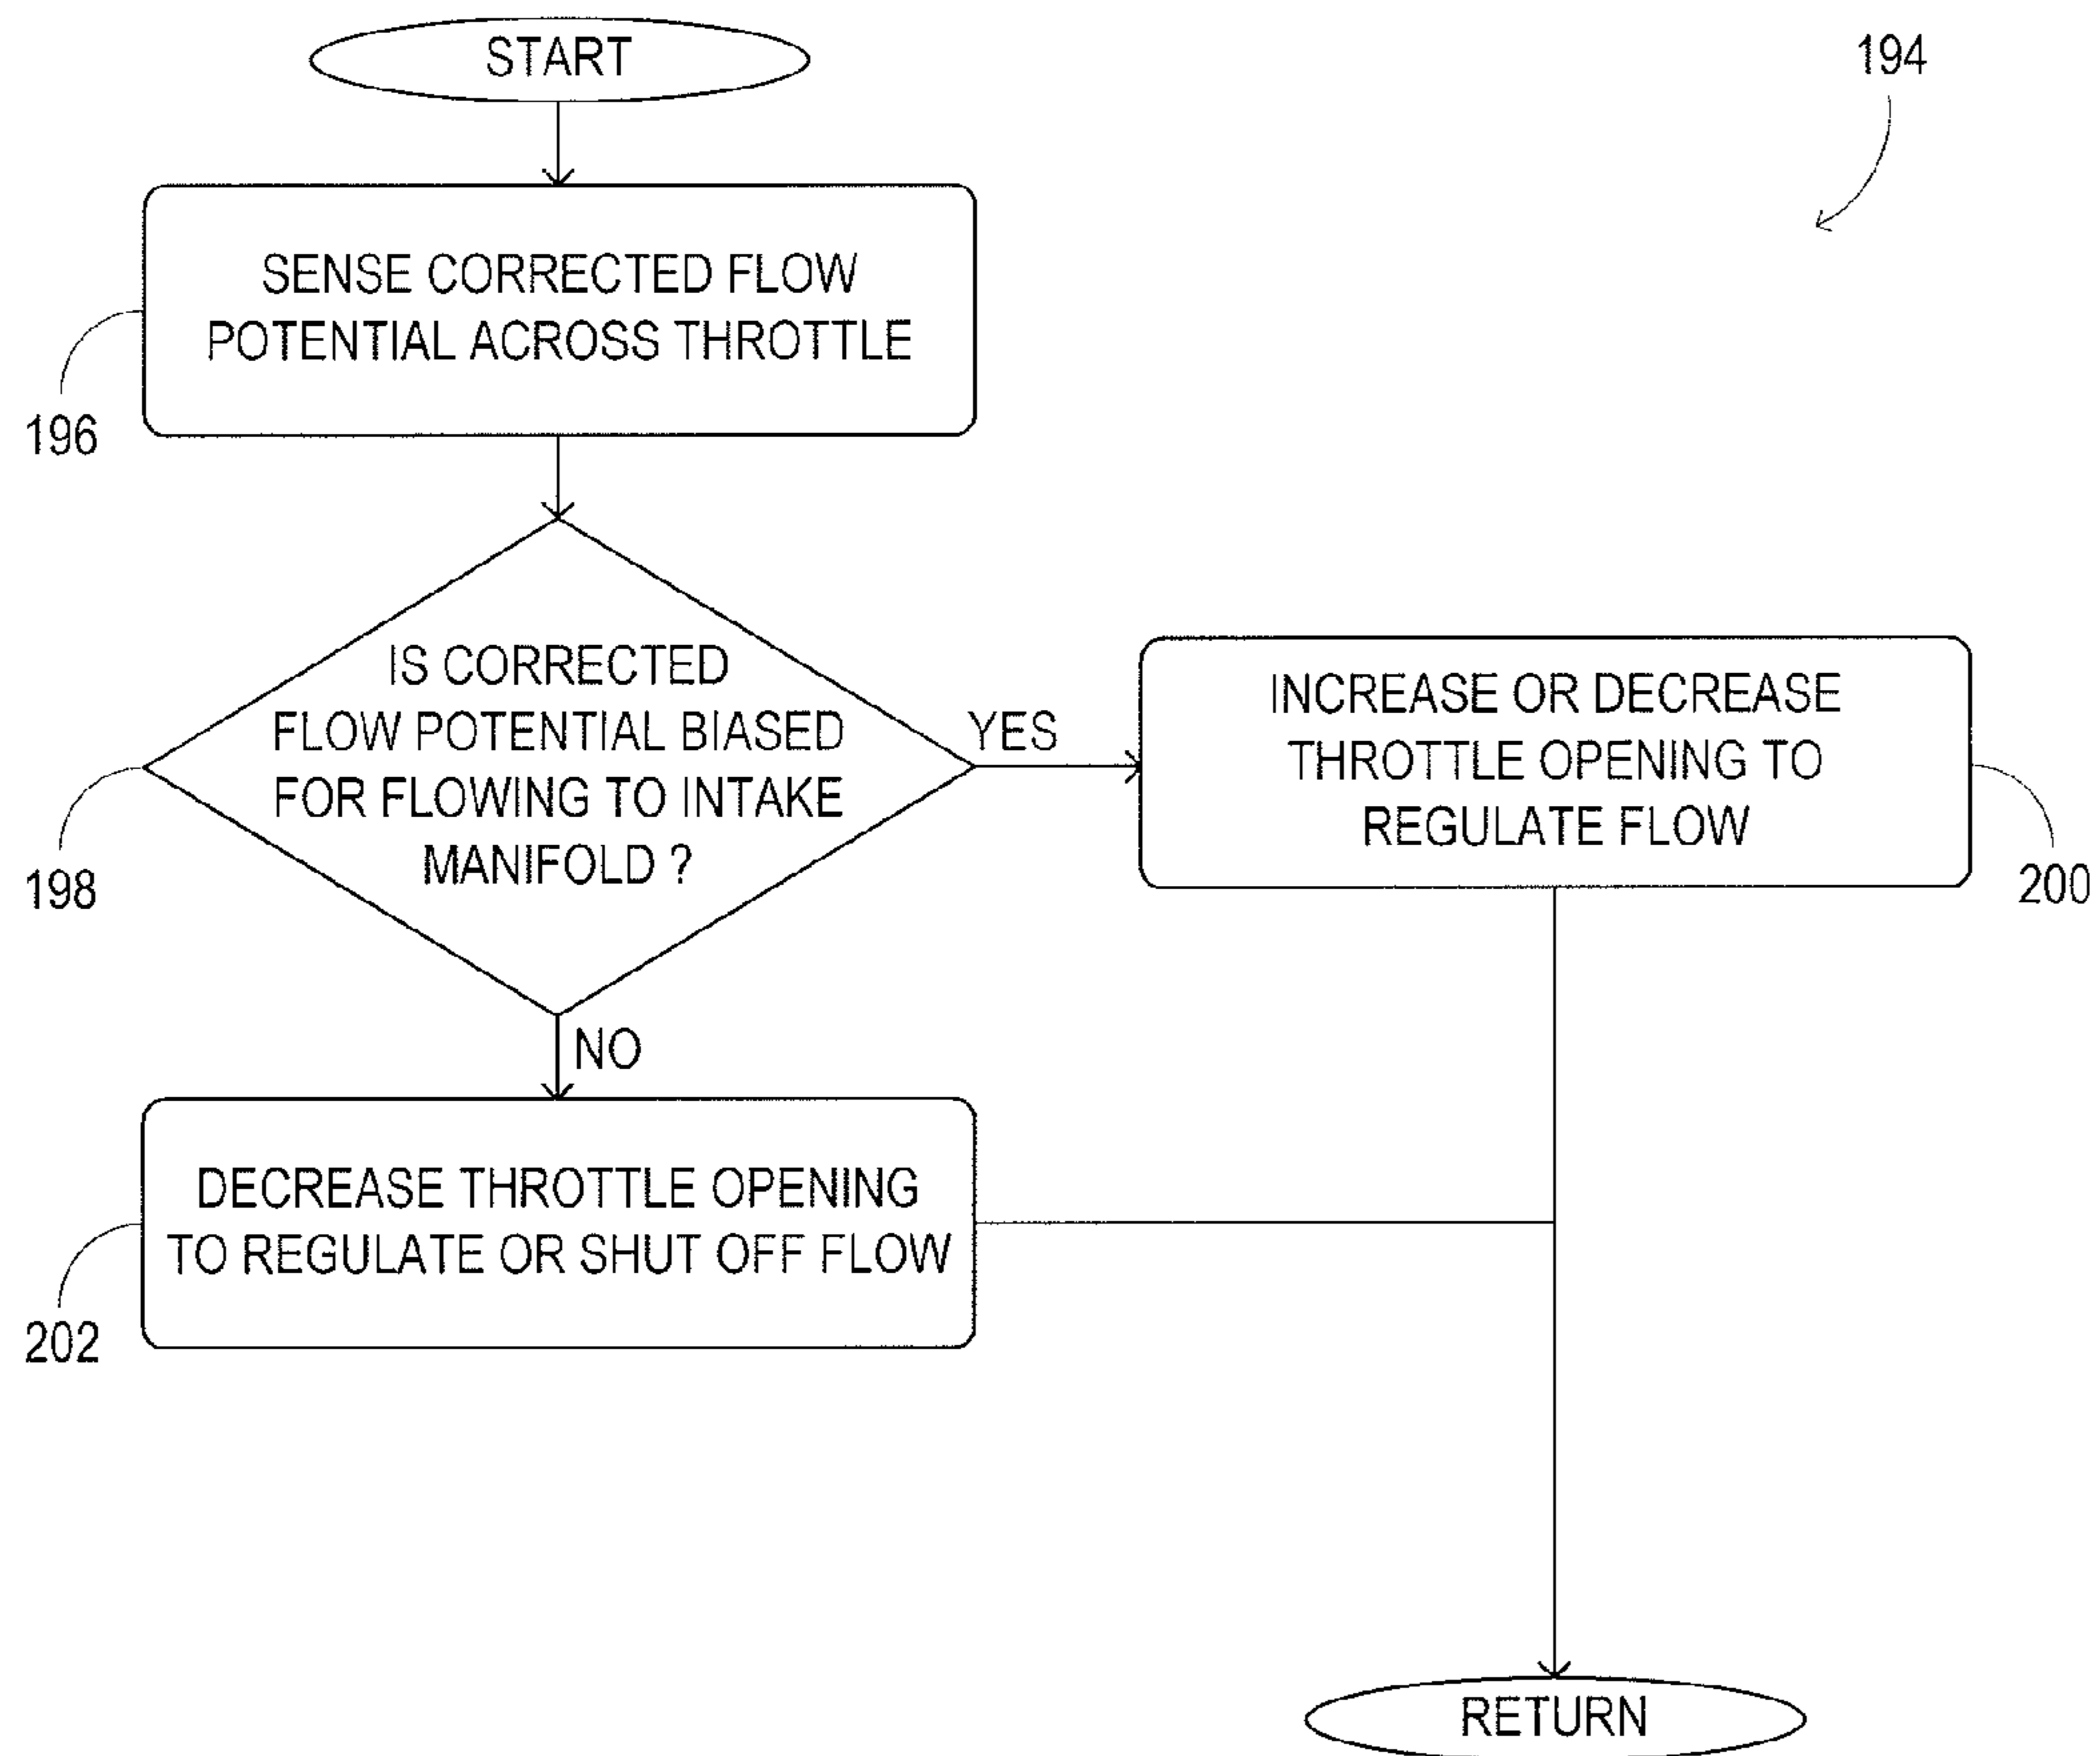 START
194
SENSE CORRECTED FLOW
POTENTIAL ACROSS THROTTLE
196
IS CORRECTED
FLOW POTENTIAL BIASED
FOR FLOWING TO INTAKE
MANIFOLD ?
198
YES
INCREASE OR DECREASE
THROTTLE OPENING TO
REGULATE FLOW
200
NO
DECREASE THROTTLE OPENING
TO REGULATE OR SHUT OFF FLOW
202
RETURN